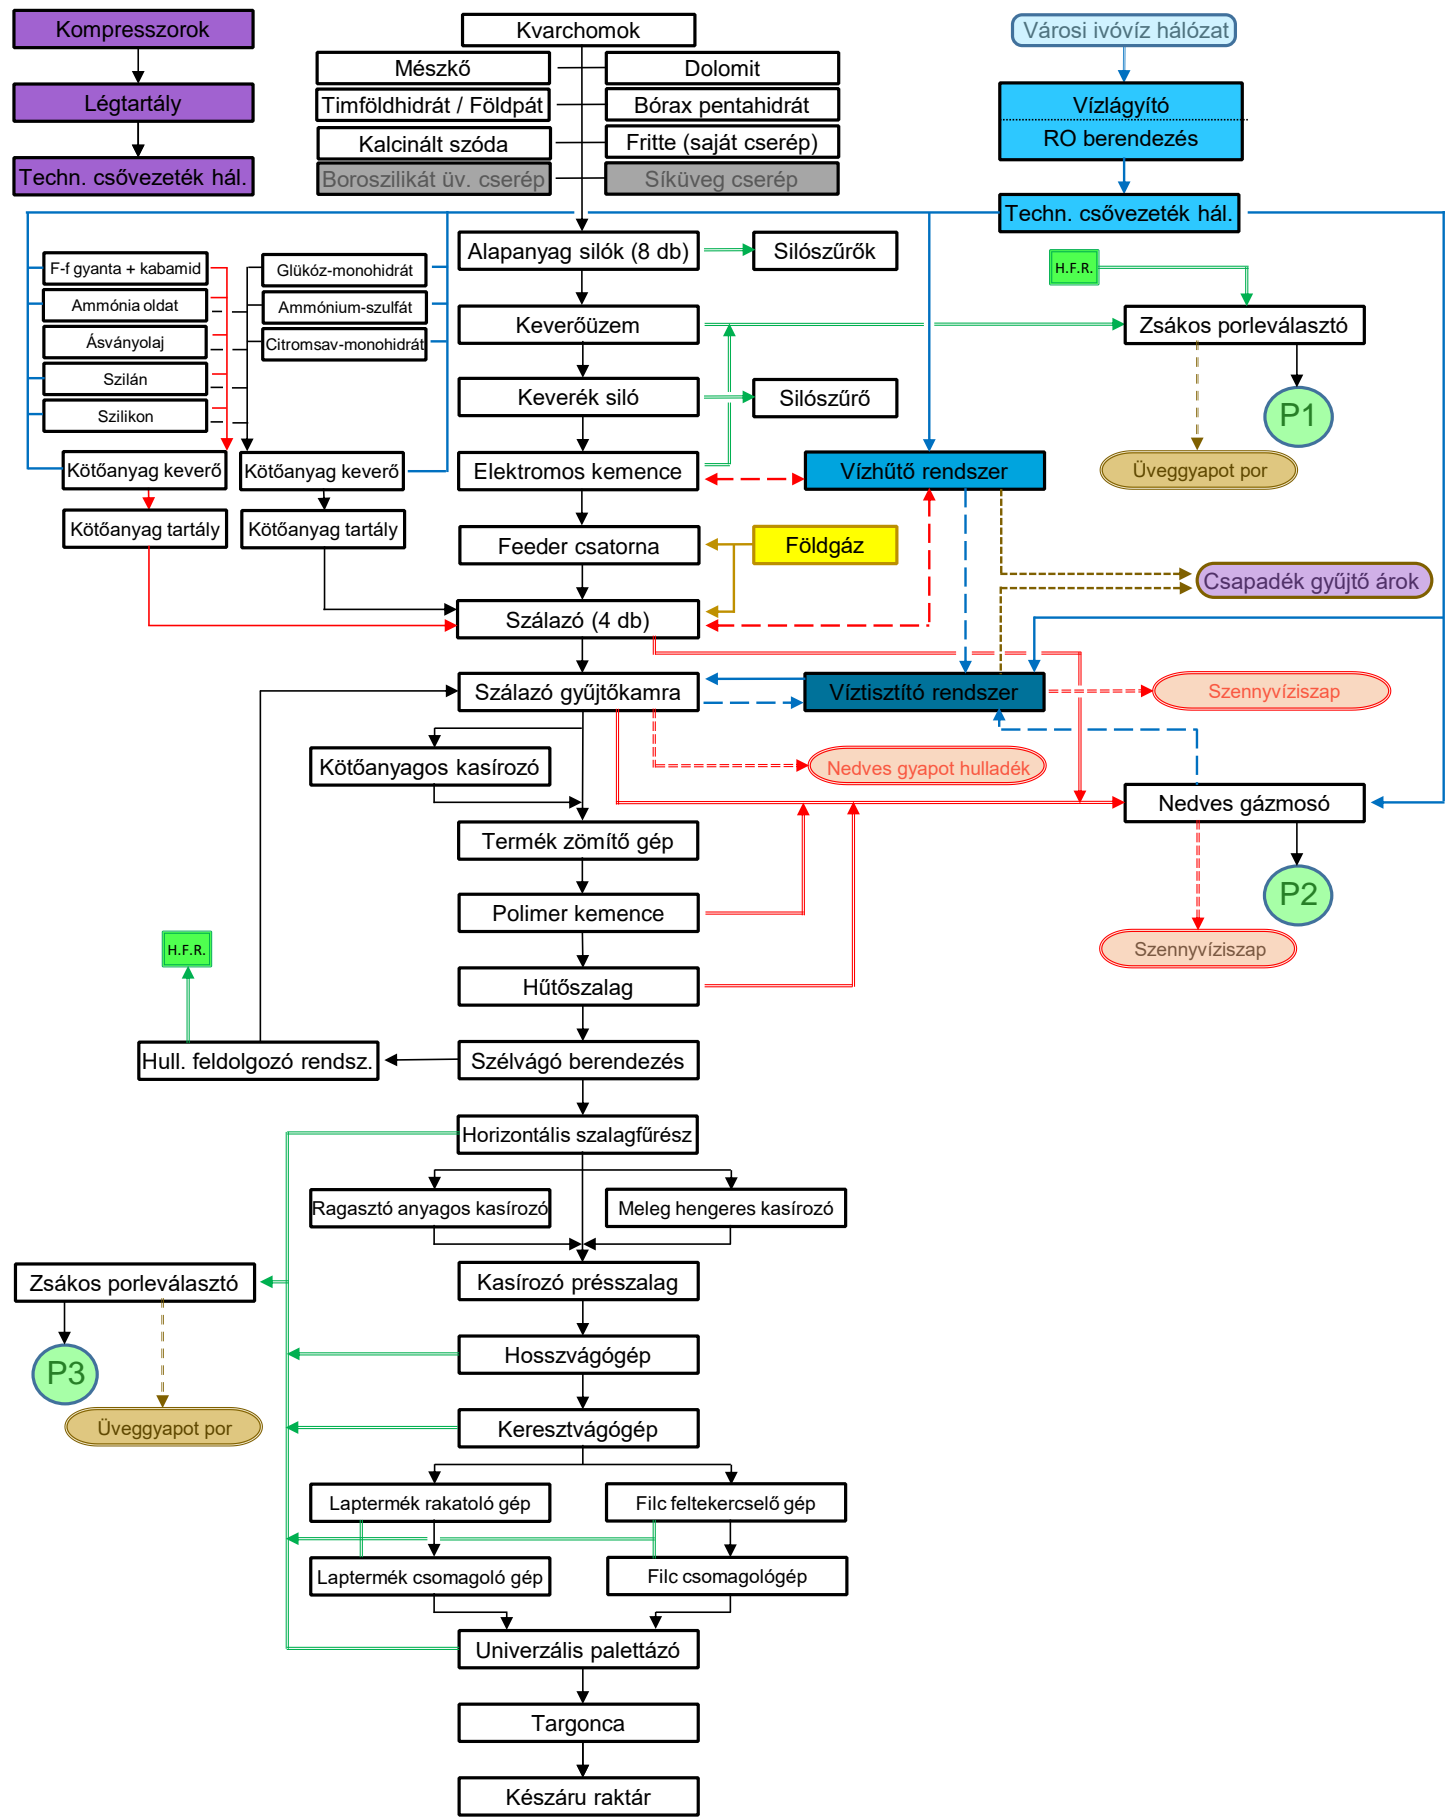 Kompresszorok
Légtartály
Techn. csővezeték hál.
Kvarchomok
Mészkő
Dolomit
Timföldhidrát / Földpát
Bórax pentahidrát
Kalcinált szóda
Fritte (saját cserép)
Boroszilikát üv. cserép
Síküveg cserép
Városi ivóvíz hálózat
Vízlágyító
RO berendezés
Techn. csővezeték hál.
Alapanyag silók (8 db)
Silószűrők
H.F.R.
F-f gyanta + kabamid
Ammónia oldat
Ásványolaj
Szilán
Szilikon
Glükóz-monohidrát
Ammónium-szulfát
Citromsav-monohidrát
Keverőüzem
Zsákos porleválasztó
Keverék siló
Silószűrő
P1
Kötőanyag keverő
Kötőanyag keverő
Elektromos kemence
Vízhűtő rendszer
Üveggyapot por
Kötőanyag tartály
Kötőanyag tartály
Feeder csatorna
Földgáz
Csapadék gyűjtő árok
Szálazó (4 db)
Szálazó gyűjtőkamra
Víztisztító rendszer
Szennyvíziszap
Kötőanyagos kasírozó
Nedves gyapot hulladék
Nedves gázmosó
Termék zömítő gép
P2
Polimer kemence
H.F.R.
Szennyvíziszap
Hűtőszalag
Hull. feldolgozó rendsz.
Szélvágó berendezés
Horizontális szalagfűrész
Ragasztó anyagos kasírozó
Meleg hengeres kasírozó
Zsákos porleválasztó
Kasírozó présszalag
P3
Hosszvágógép
Üveggyapot por
Keresztvágógép
Laptermék rakatoló gép
Filc feltekercselő gép
Laptermék csomagoló gép
Filc csomagológép
Univerzális palettázó
Targonca
Készáru raktár